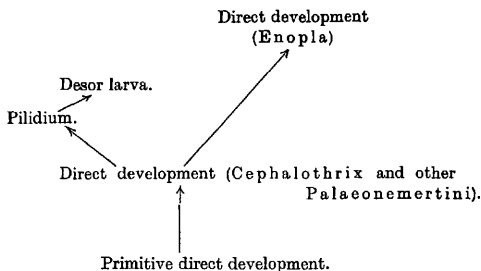 Direct development
(Enopla)
Desor larva.
Pilidium.
Direct development (Cephalothrix and other
Palaeonemertini).
Primitive direct development.